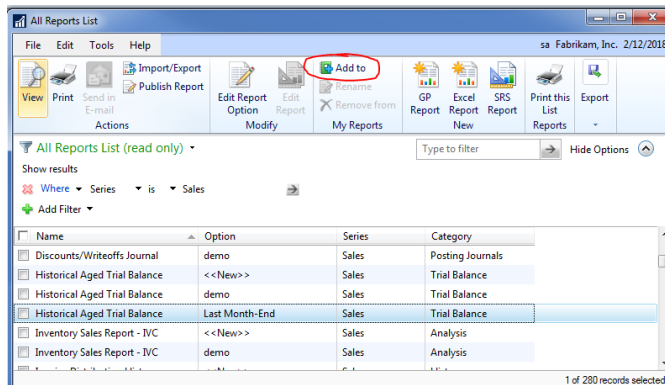 All Reports List
File Edit Tools Help sa Fabrikam, Inc. 2/12/2018
View Print Send in E-mail Import/Export Publish Report Edit Report Option Edit Report Add to Rename Remove from GP Report Excel Report SRS Report Print this List Export
Actions Modify My Reports New Reports
All Reports List (read only) Type to filter Hide Options
Show results
Where Series is Sales
Add Filter
Name Option Series Category
Discounts/Writeoffs Journal demo Sales Posting Journals
Historical Aged Trial Balance <<New>> Sales Trial Balance
Historical Aged Trial Balance demo Sales Trial Balance
Historical Aged Trial Balance Last Month-End Sales Trial Balance
Inventory Sales Report - IVC <<New>> Sales Analysis
Inventory Sales Report - IVC demo Sales Analysis
1 of 280 records selected